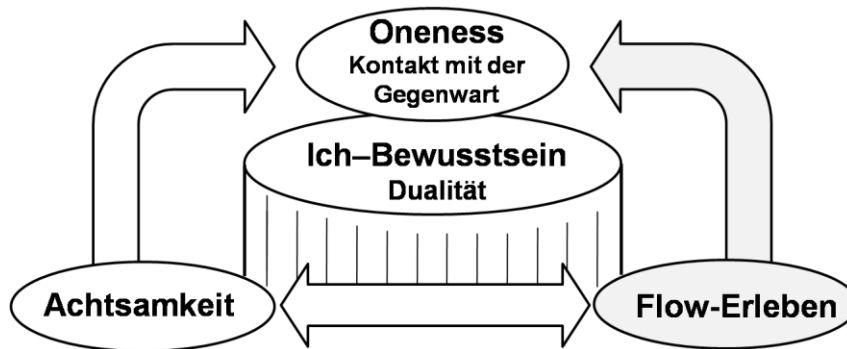 Oneness
Kontakt mit der
Gegenwart
Ich–Bewusstsein
Dualität
Achtsamkeit
Flow-Erleben